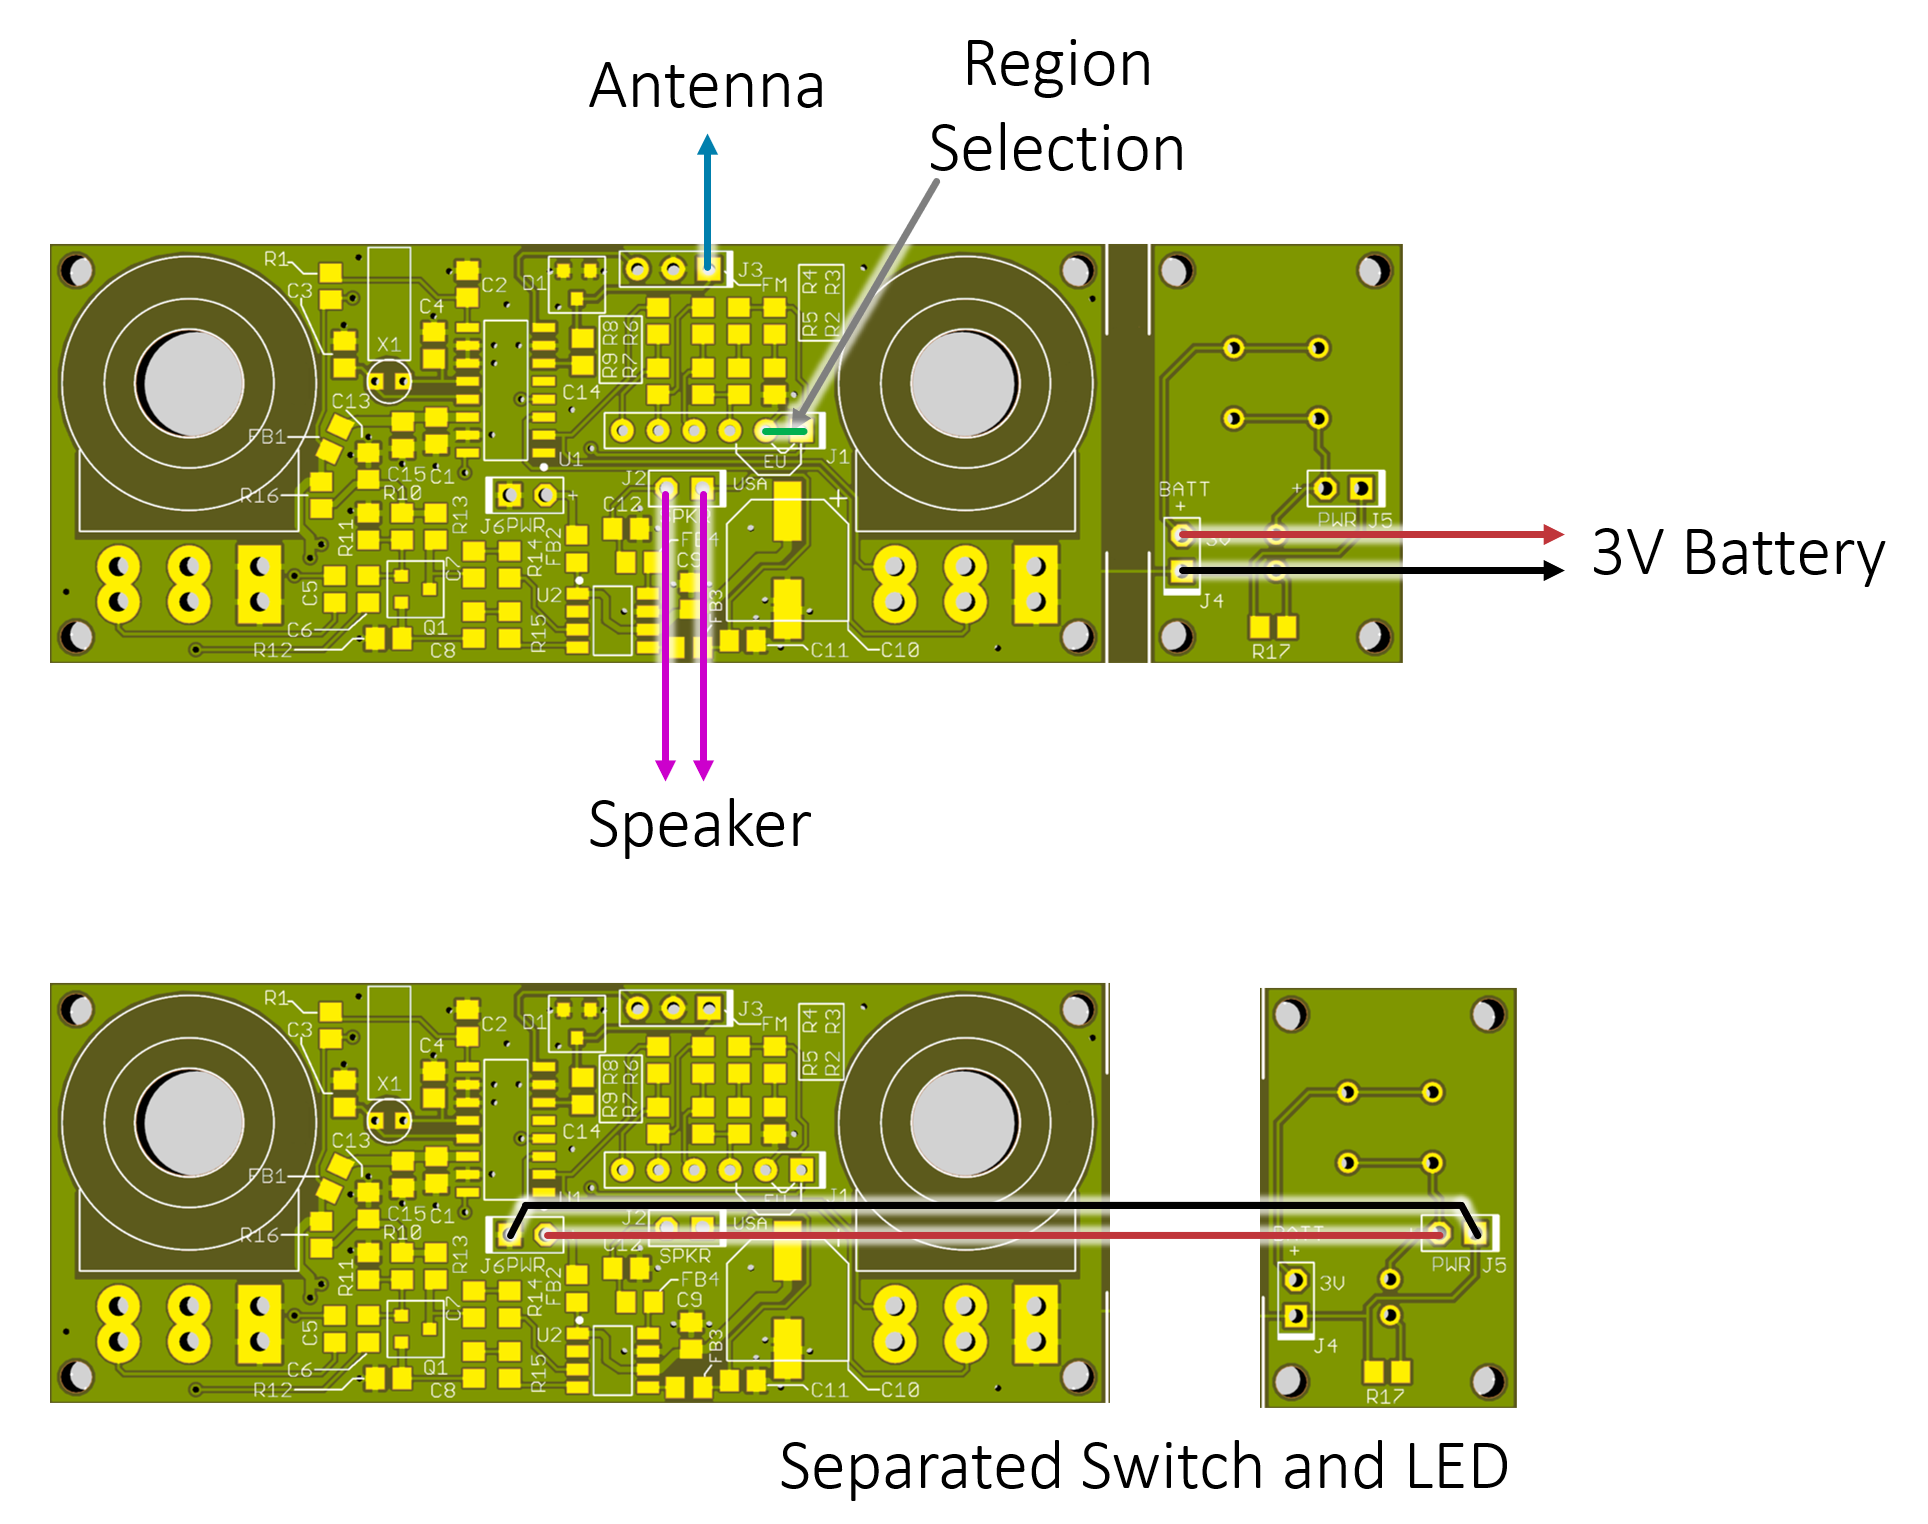 Region
Antenna
Selection
R1
C3
C2
C4
X1
D1
J3
FM
R4
R3
R5
R2
R8
R6
R9
R7
C14
C13
FB1
C15
C1
U1
EU
J1
R16
R10
J6PWR
+
J2
USA
SPKR
+
BATT
+
+
PWR J5
3V
R11
R13
C12
FB4
C9
C7
R14
FB2
C5
U2
FB3
J4
C6
Q1
R12
C8
R15
C11
C10
R17
3V Battery
Speaker
R1
C3
C2
C4
X1
D1
J3
FM
R4
R3
R5
R2
R8
R6
R9
R7
C14
C13
FB1
C15
C1
J1
R16
R10
J6PWR
J2
USA
SPKR
+
+
PWR J5
3V
R11
R13
FB4
C9
C7
R14
FB2
C5
U2
FB3
J4
C6
Q1
R12
C8
R15
C11
C10
R17
Separated Switch and LED